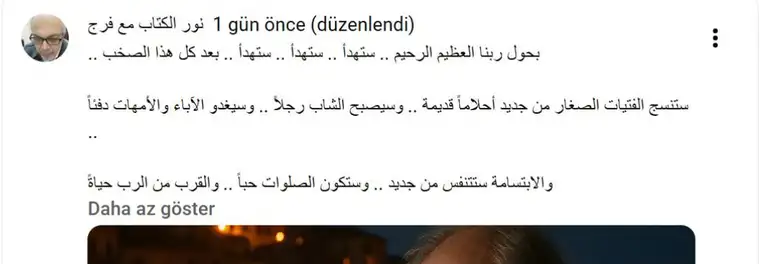 نور الكتاب مع فرج 1 gün önce (düzenlendi)
بحول ربنا العظيم الرحيم .. ستهدأ .. ستهدأ .. ستهدأ .. بعد كل هذا الصخب ..
ستنسج الفتيات الصغار من جديد أحلاماً قديمة .. وسيصبح الشاب رجلاً .. وسيغدو الآباء والأمهات دفئاً
..
والابتسامة ستتنفس من جديد .. وستكون الصلوات حباً .. والقرب من الرب حياةً
Daha az göster